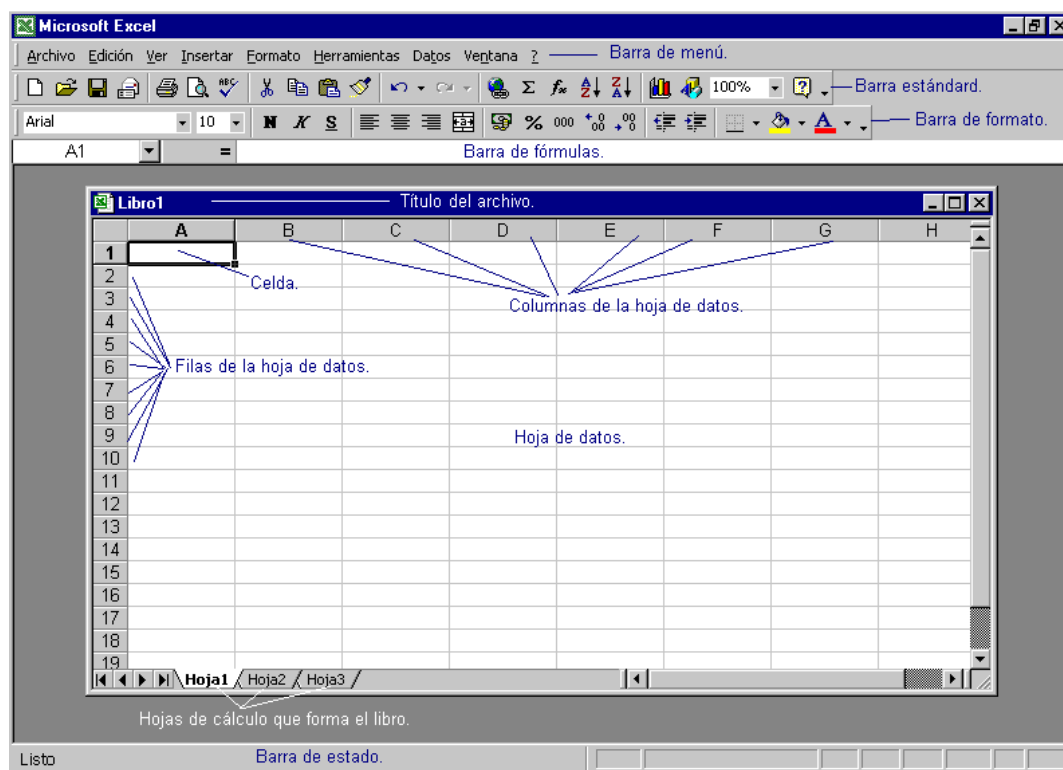 Microsoft Excel
Archivo Edición Ver Insertar Formato Herramientas Datos Ventana ? Barra de menú.
ABC Σ fx A Z Z A 100% ? Barra estándard.
Arial 10 N K S % 000 Barra de formato.
A1 = Barra de fórmulas.
Libro1 Título del archivo.
A B C D E F G H
1
2 Celda.
3 Columnas de la hoja de datos.
4
5
6 Filas de la hoja de datos.
7
8
9 Hoja de datos.
10
11
12
13
14
15
16
17
18
19
Hoja1 Hoja2 Hoja3
Hojas de cálculo que forma el libro.
Listo Barra de estado.